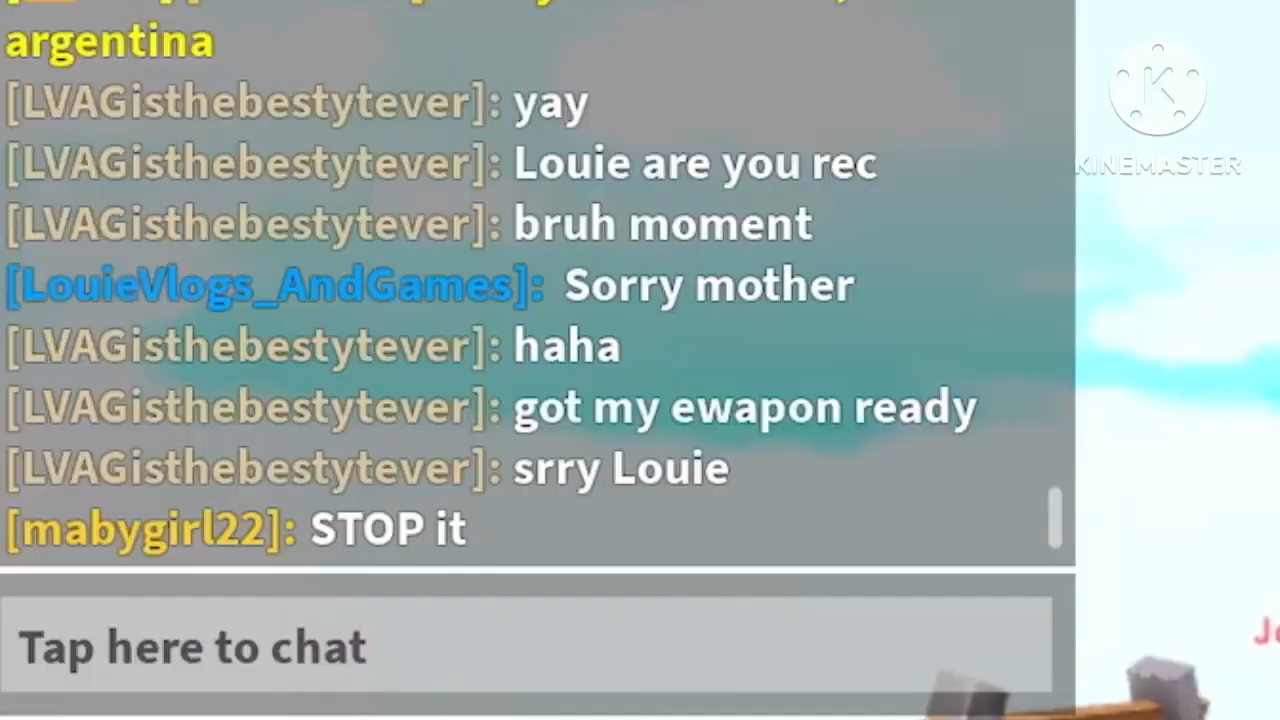 argentina
[LVAGisthebestytever]: yay
[LVAGisthebestytever]: Louie are you rec
[LVAGisthebestytever]: bruh moment
[LouieVlogs_AndGames]: Sorry mother
[LVAGisthebestytever]: haha
[LVAGisthebestytever]: got my ewapon ready
[LVAGisthebestytever]: srry Louie
[mabygirl22]: STOP it
Tap here to chat
K
KINEMASTER